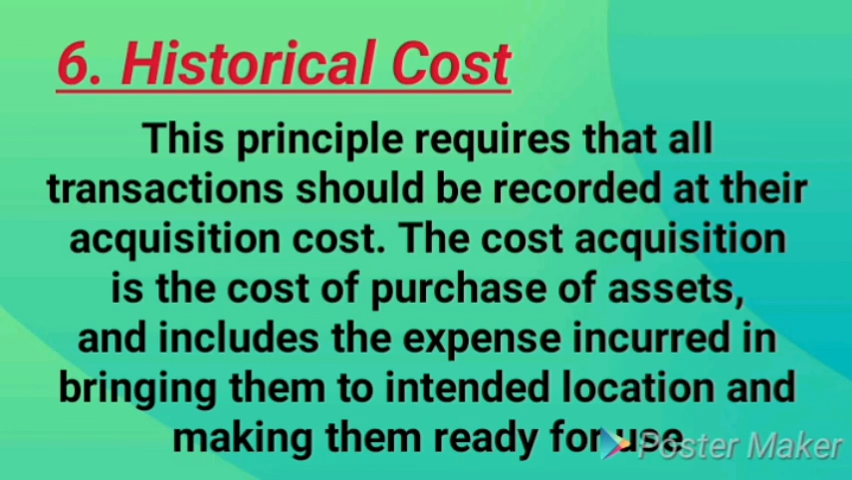 6. Historical Cost
This principle requires that all
transactions should be recorded at their
acquisition cost. The cost acquisition
is the cost of purchase of assets,
and includes the expense incurred in
bringing them to intended location and
making them ready for use
Poster Maker